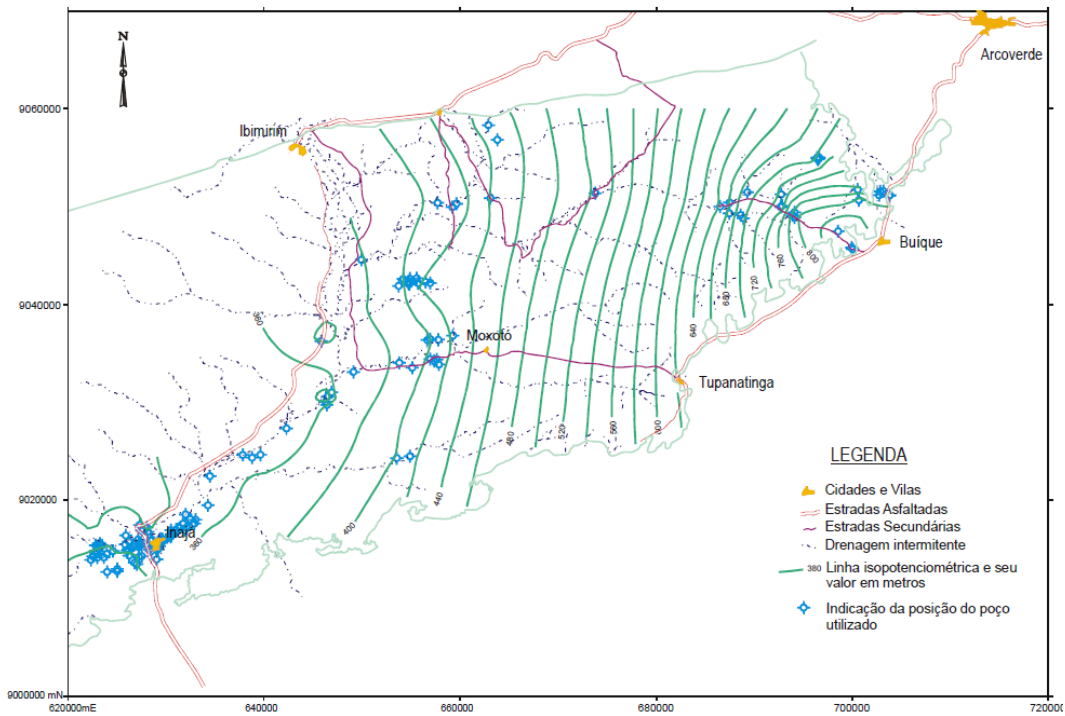 N
Arcoverde
9060000
Ibimirim
Buíque
800
760
780
720
680
9040000
360
640
Moxotó
Tupanatinga
600
560
520
480
LEGENDA
440
Cidades e Vilas
9020000
Estradas Asfaltadas
400
Estradas Secundárias
Inajá
380
Drenagem intermitente
380 Linha isopotenciométrica e seu
valor em metros
Indicação da posição do poço
utilizado
9000000 mN
620000mE
640000
660000
680000
700000
720000